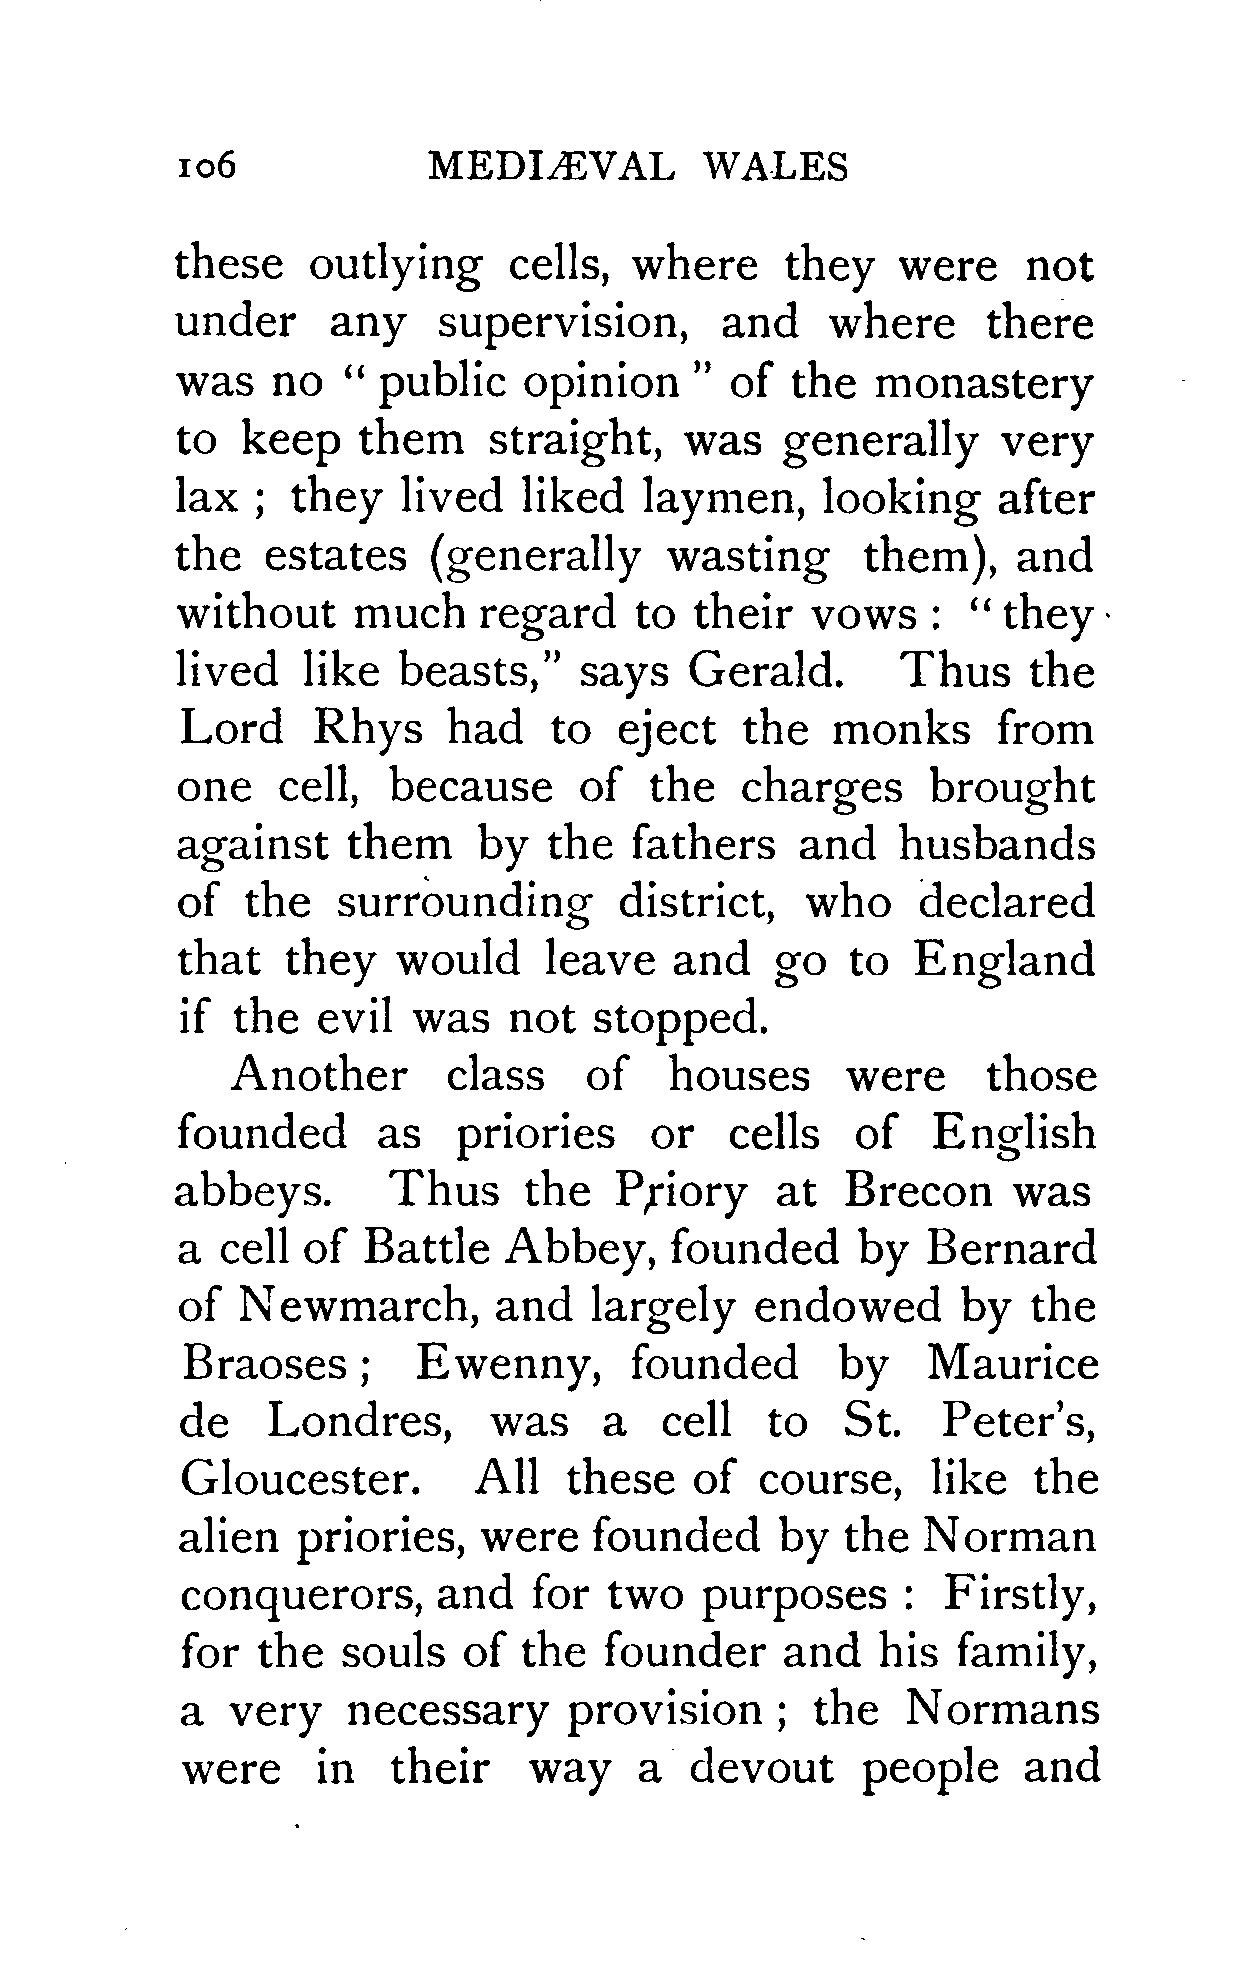 106 MEDIÆVAL WALES
these outlying cells, where they were not
under any supervision, and where there
was no " public opinion " of the monastery
to keep them straight, was generally very
lax ; they lived liked laymen, looking after
the estates (generally wasting them), and
without much regard to their vows : " they
lived like beasts," says Gerald. Thus the
Lord Rhys had to eject the monks from
one cell, because of the charges brought
against them by the fathers and husbands
of the surrounding district, who declared
that they would leave and go to England
if the evil was not stopped.
Another class of houses were those
founded as priories or cells of English
abbeys. Thus the Priory at Brecon was
a cell of Battle Abbey, founded by Bernard
of Newmarch, and largely endowed by the
Braoses ; Ewenny, founded by Maurice
de Londres, was a cell to St. Peter's,
Gloucester. All these of course, like the
alien priories, were founded by the Norman
conquerors, and for two purposes : Firstly,
for the souls of the founder and his family,
a very necessary provision ; the Normans
were in their way a devout people and